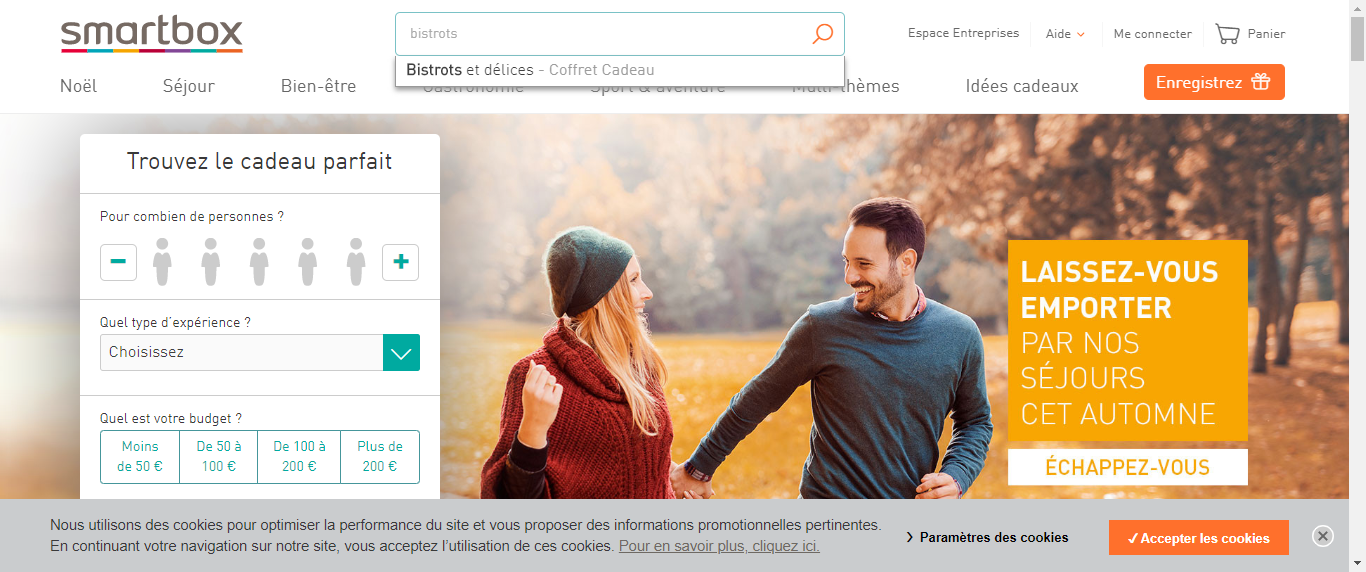 smartbox
bistrots
Espace Entreprises
Aide
Me connecter
Panier
Bistrots et délices - Coffret Cadeau
Noël
Séjour
Bien-être
Gastronomie
Sport & aventure
Multi-thèmes
Idées cadeaux
Enregistrez
Trouvez le cadeau parfait
Pour combien de personnes ?
Quel type d'expérience ?
Choisissez
Quel est votre budget ?
Moins
de 50 €
De 50 à
100 €
De 100 à
200 €
Plus de
200 €
LAISSEZ-VOUS
EMPORTER
PAR NOS
SÉJOURS
CET AUTOMNE
ÉCHAPPEZ-VOUS
Nous utilisons des cookies pour optimiser la performance du site et vous proposer des informations promotionnelles pertinentes.
En continuant votre navigation sur notre site, vous acceptez l'utilisation de ces cookies. Pour en savoir plus, cliquez ici.
Paramètres des cookies
✓Accepter les cookies